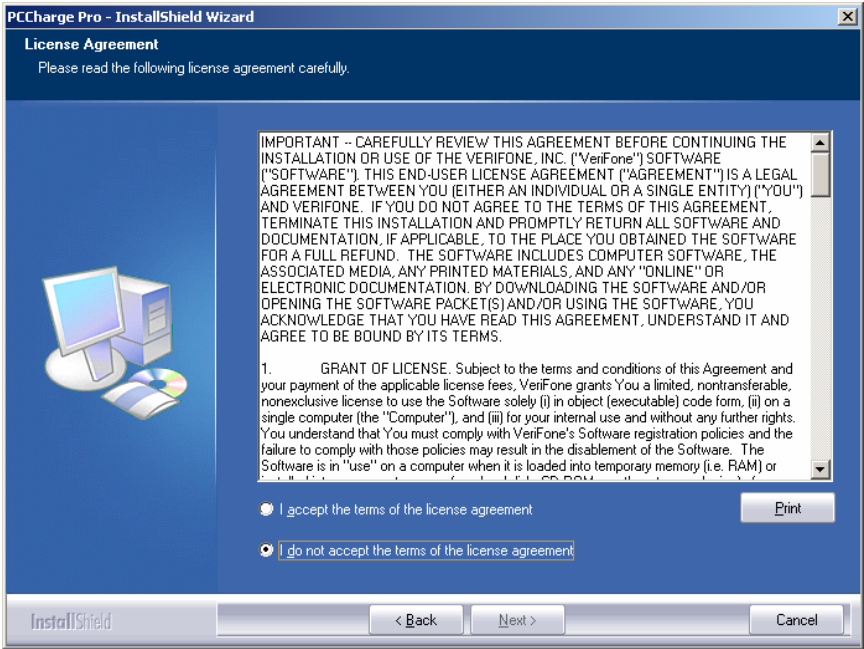 PCCharge Pro - InstallShield Wizard
License Agreement
Please read the following license agreement carefully.
IMPORTANT -- CAREFULLY REVIEW THIS AGREEMENT BEFORE CONTINUING THE
INSTALLATION OR USE OF THE VERIFONE, INC. ("VeriFone") SOFTWARE
("SOFTWARE"). THIS END-USER LICENSE AGREEMENT ("AGREEMENT") IS A LEGAL
AGREEMENT BETWEEN YOU (EITHER AN INDIVIDUAL OR A SINGLE ENTITY) ("YOU")
AND VERIFONE.  IF YOU DO NOT AGREE TO THE TERMS OF THIS AGREEMENT,
TERMINATE THIS INSTALLATION AND PROMPTLY RETURN ALL SOFTWARE AND
DOCUMENTATION, IF APPLICABLE, TO THE PLACE YOU OBTAINED THE SOFTWARE
FOR A FULL REFUND.  THE SOFTWARE INCLUDES COMPUTER SOFTWARE, THE
ASSOCIATED MEDIA, ANY PRINTED MATERIALS, AND ANY "ONLINE" OR
ELECTRONIC DOCUMENTATION. BY DOWNLOADING THE SOFTWARE AND/OR
OPENING THE SOFTWARE PACKET(S) AND/OR USING THE SOFTWARE, YOU
ACKNOWLEDGE THAT YOU HAVE READ THIS AGREEMENT, UNDERSTAND IT AND
AGREE TO BE BOUND BY ITS TERMS.
1. GRANT OF LICENSE. Subject to the terms and conditions of this Agreement and
your payment of the applicable license fees, VeriFone grants You a limited, nontransferable,
nonexclusive license to use the Software solely (i) in object (executable) code form, (ii) on a
single computer (the "Computer"), and (iii) for your internal use and without any further rights.
You understand that You must comply with VeriFone's Software registration policies and the
failure to comply with those policies may result in the disablement of the Software.  The
Software is in "use" on a computer when it is loaded into temporary memory (i.e. RAM) or
I accept the terms of the license agreement
Print
I do not accept the terms of the license agreement
InstallShield
< Back
Next >
Cancel